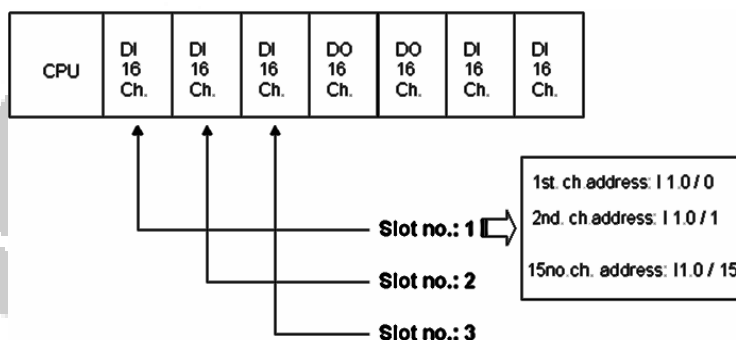 CPU
DI
16
Ch.
DI
16
Ch.
DI
16
Ch.
DO
16
Ch.
DO
16
Ch.
DI
16
Ch.
DI
16
Ch.
1st. ch.address: I 1.0 / 0
2nd. ch.address: I 1.0 / 1
15no.ch. address: I1.0 / 15
Slot no.: 1
Slot no.: 2
Slot no.: 3